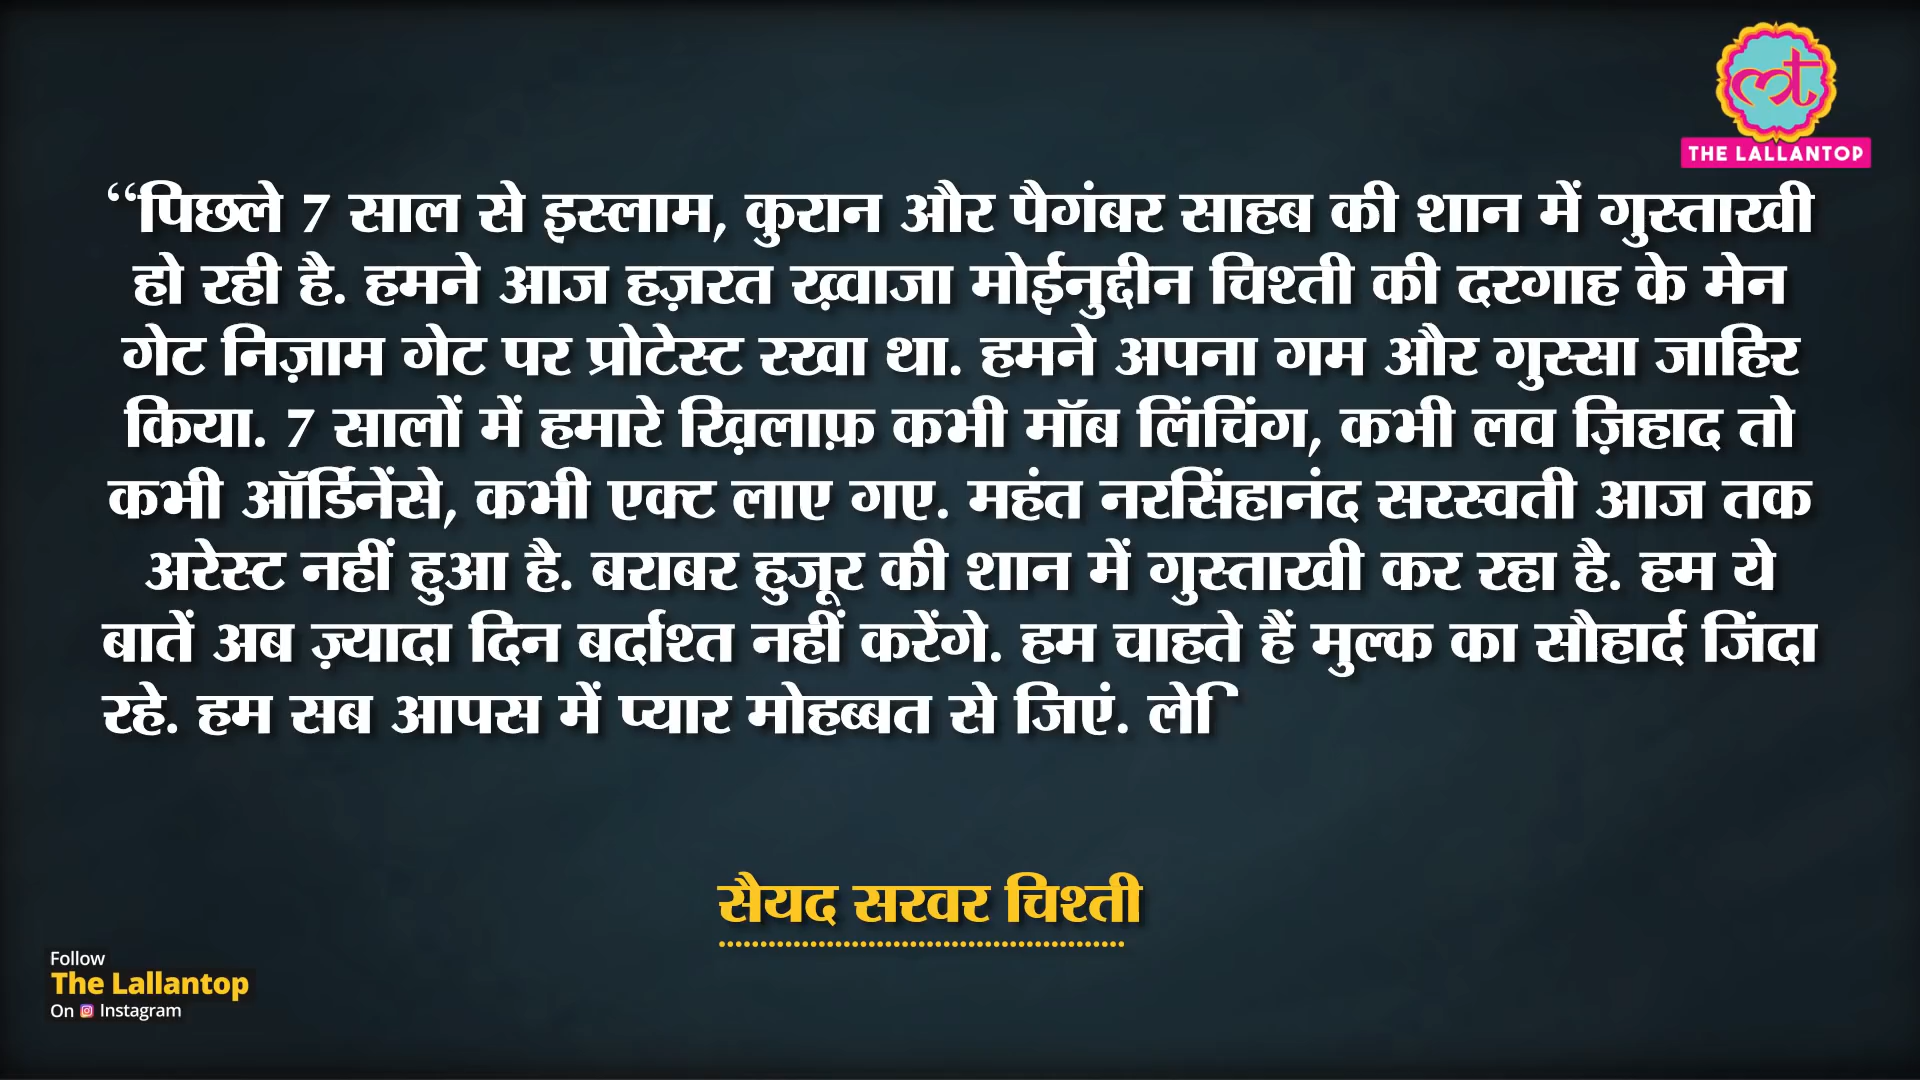 THE LALLANTOP
“पिछले 7 साल से इस्लाम, कुरान और पैगंबर साहब की शान में गुस्ताखी
हो रही है. हमने आज हज़रत ख़्वाजा मोईनुद्दीन चिश्ती की दरगाह के मेन
गेट निज़ाम गेट पर प्रोटेस्ट रखा था. हमने अपना गम और गुस्सा जाहिर
किया. 7 सालों में हमारे ख़िलाफ़ कभी मॉब लिंचिंग, कभी लव ज़िहाद तो
कभी ऑर्डिनेंसे, कभी एक्ट लाए गए. महंत नरसिंहानंद सरस्वती आज तक
अरेस्ट नहीं हुआ है. बराबर हुजूर की शान में गुस्ताखी कर रहा है. हम ये
बातें अब ज़्यादा दिन बर्दाश्त नहीं करेंगे. हम चाहते हैं मुल्क का सौहार्द जिंदा
रहे. हम सब आपस में प्यार मोहब्बत से जिएं. लेि
सैयद सरवर चिश्ती
Follow
The Lallantop
On Instagram